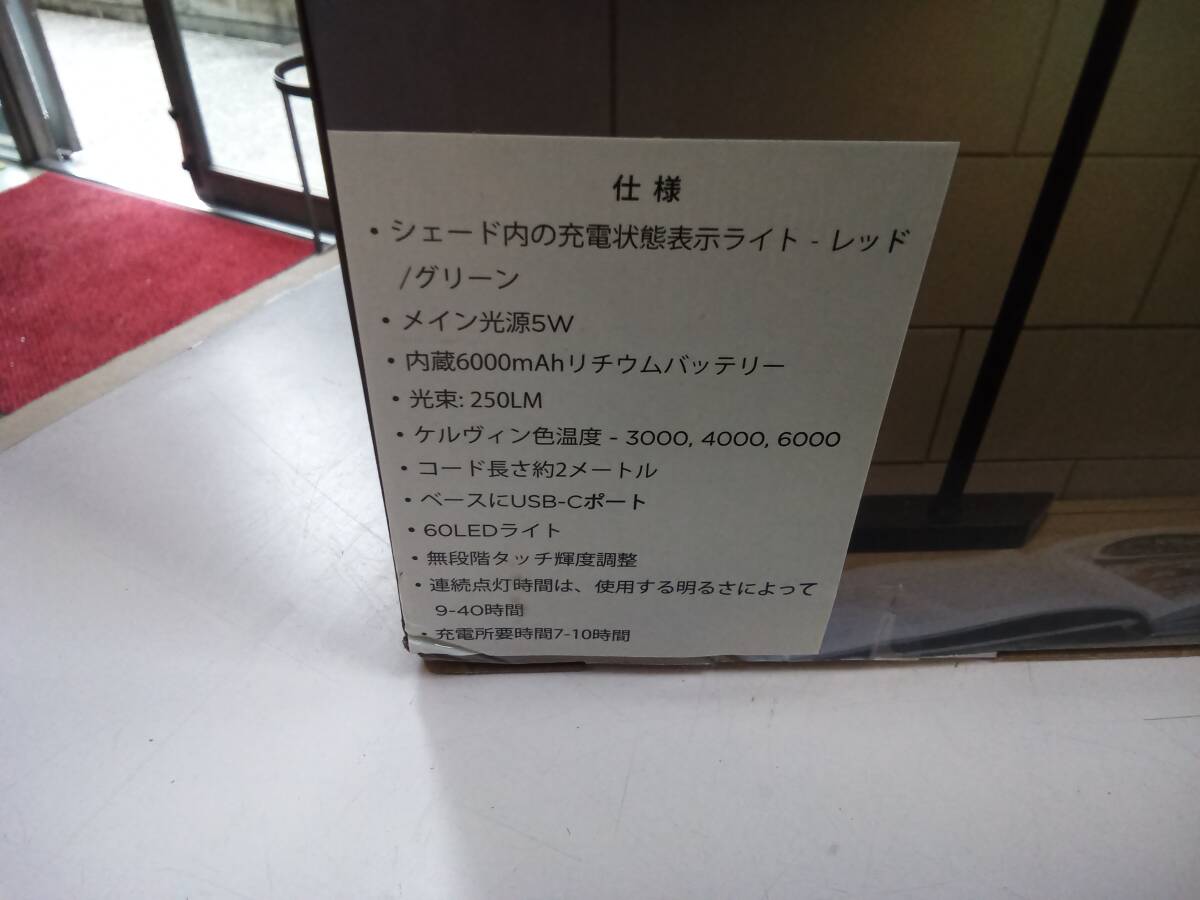 仕 様
・シェード内の充電状態表示ライト - レッド
/グリーン
・メイン光源5W
・内蔵6000mAhリチウムバッテリー
・光束: 250LM
・ケルヴィン色温度 - 3000, 4000, 6000
・コード長さ約2メートル
・ベースにUSB-Cポート
・60LEDライト
・無段階タッチ輝度調整
・連続点灯時間は、使用する明るさによって
9-40時間
・充電所要時間7-10時間